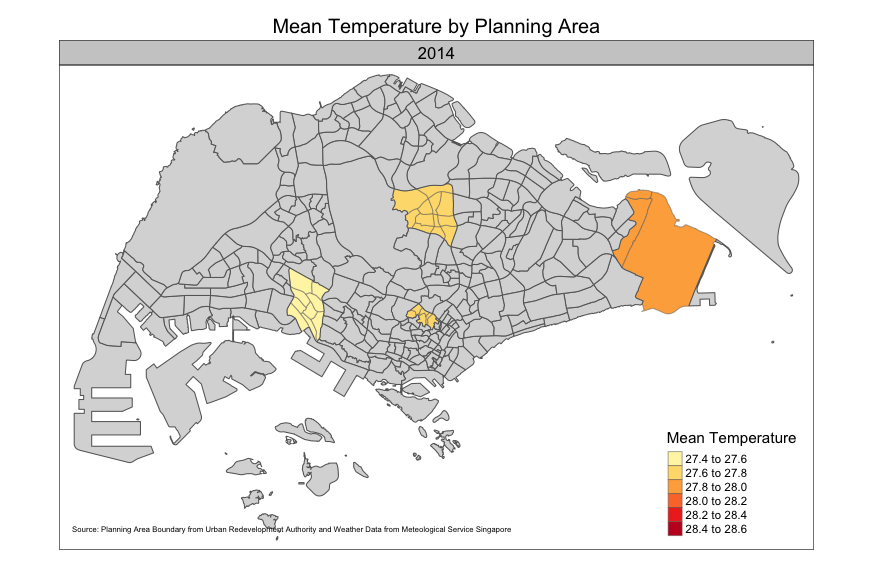 Mean Temperature by Planning Area
2014
Mean Temperature
27.4 to 27.6
27.6 to 27.8
27.8 to 28.0
28.0 to 28.2
28.2 to 28.4
28.4 to 28.6
Source: Planning Area Boundary from Urban Redevelopment Authority and Weather Data from Meteological Service Singapore